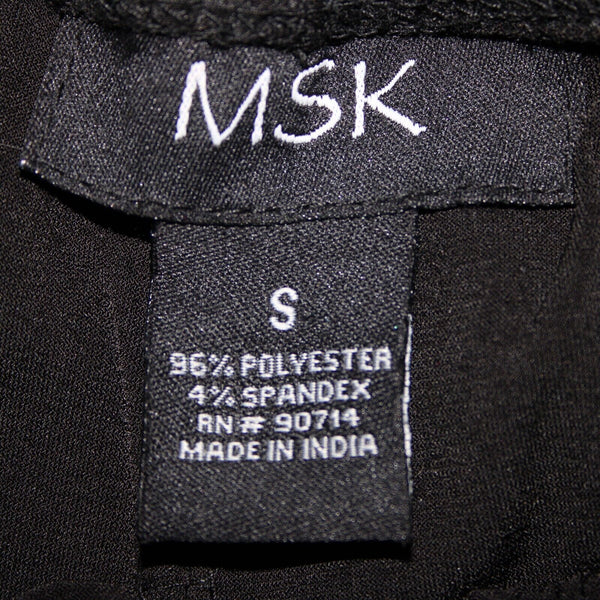 MSK
S
96% POLYESTER
4% SPANDEX
RN# 90714
MADE IN INDIA